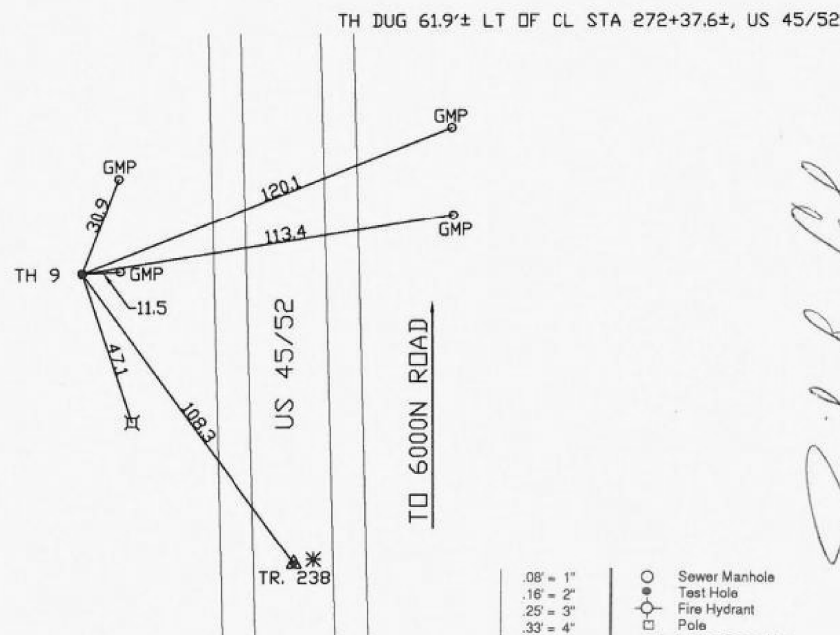 TH DUG 61.9'± LT OF CL STA 272+37.6±, US 45/52
GMP
GMP
120.1
30.9
113.4
GMP
TH 9
GMP
11.5
47.1
US 45/52
108.3
TO 6000N ROAD
TR. 238
.08' = 1"
.16' = 2"
.25' = 3"
.33' = 4"
Sewer Manhole
Test Hole
Fire Hydrant
Pole